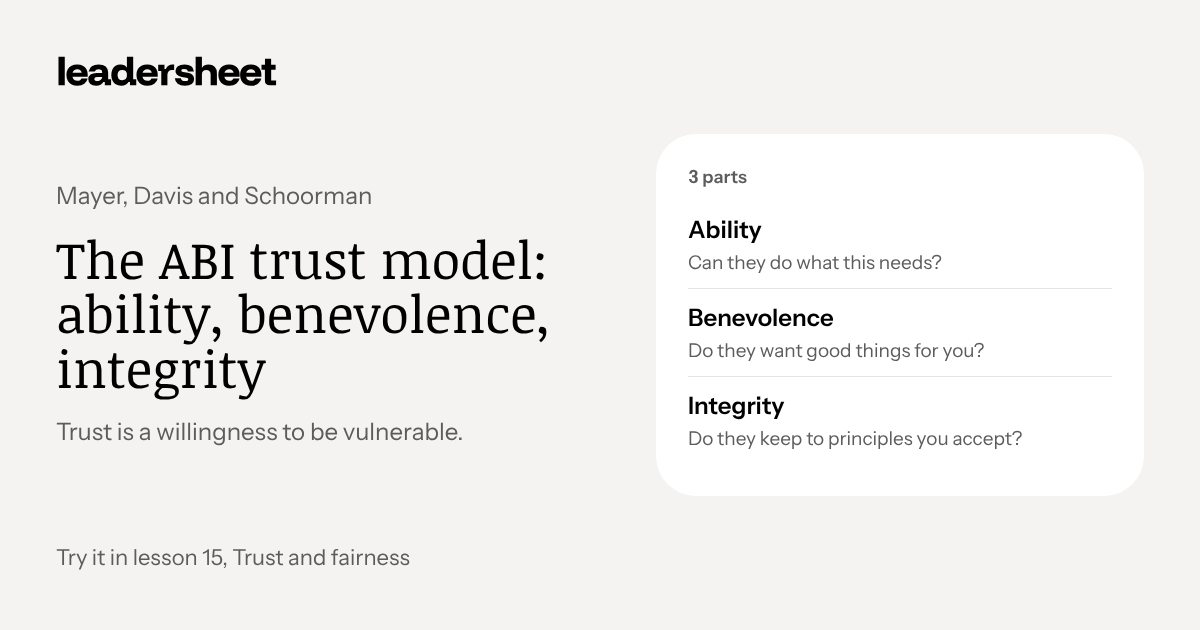 leadersheet
Mayer, Davis and Schoorman
The ABI trust model:
ability, benevolence,
integrity
Trust is a willingness to be vulnerable.
Try it in lesson 15, Trust and fairness
3 parts
Ability
Can they do what this needs?
Benevolence
Do they want good things for you?
Integrity
Do they keep to principles you accept?